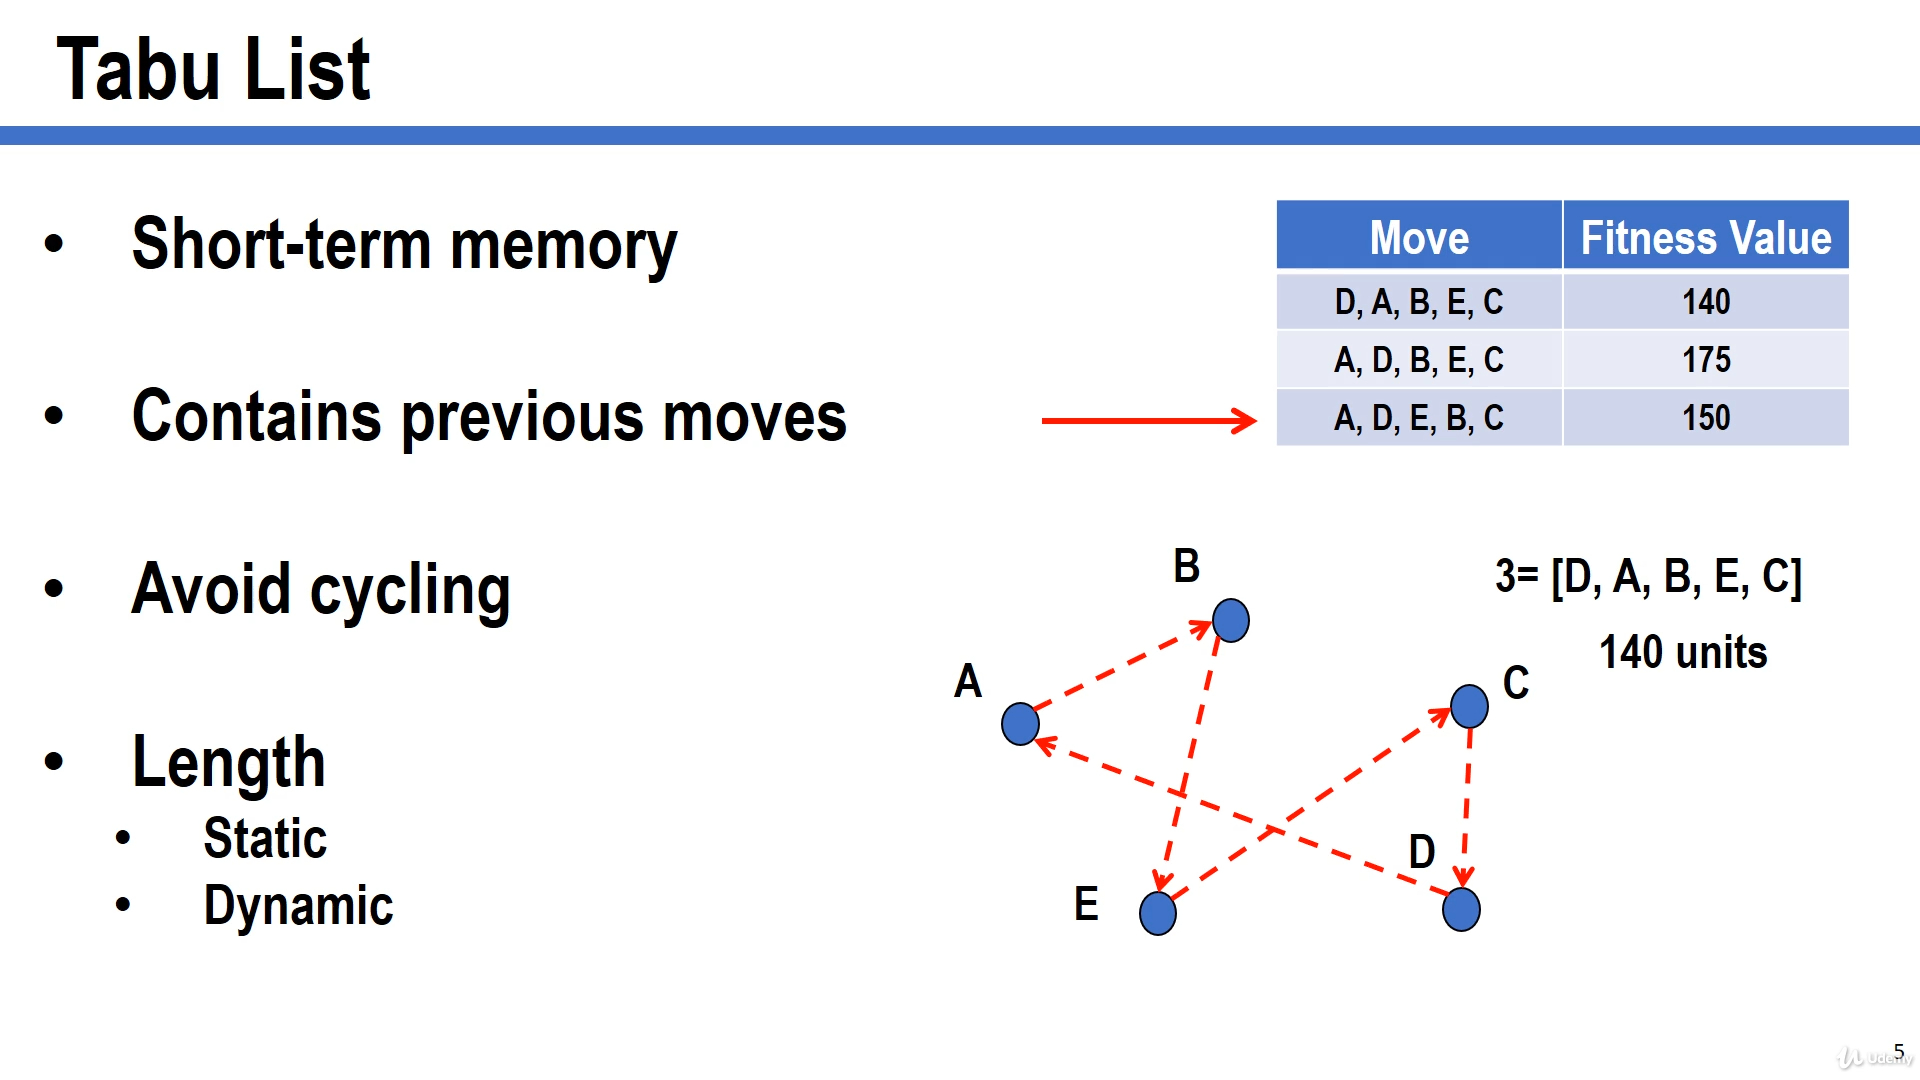 Tabu List
• Short-term memory
• Contains previous moves
• Avoid cycling
• Length
• Static
• Dynamic
Move Fitness Value
D, A, B, E, C 140
A, D, B, E, C 175
A, D, E, B, C 150
B
A
C
D
E
3= [D, A, B, E, C]
140 units
5
Udemy